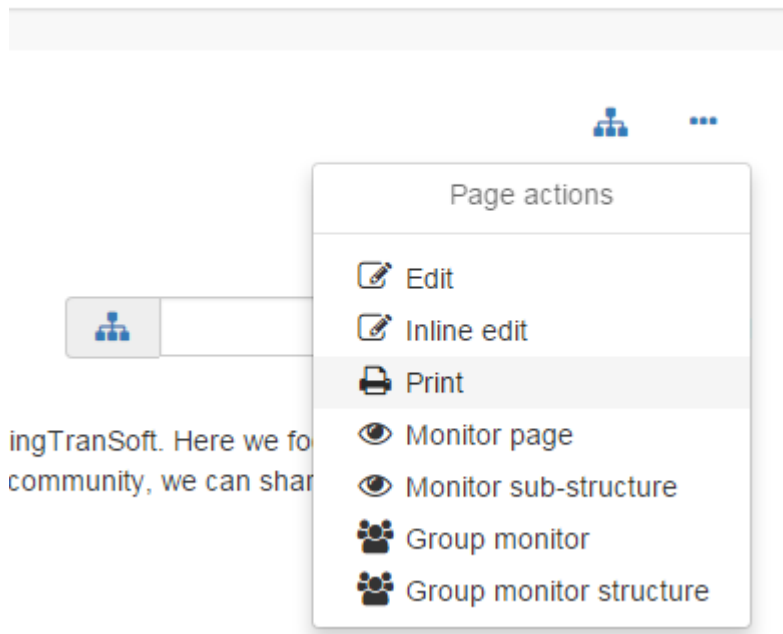 Page actions
Edit
Inline edit
Print
ingTranSoft. Here we fo
Monitor page
community, we can shar
Monitor sub-structure
Group monitor
Group monitor structure